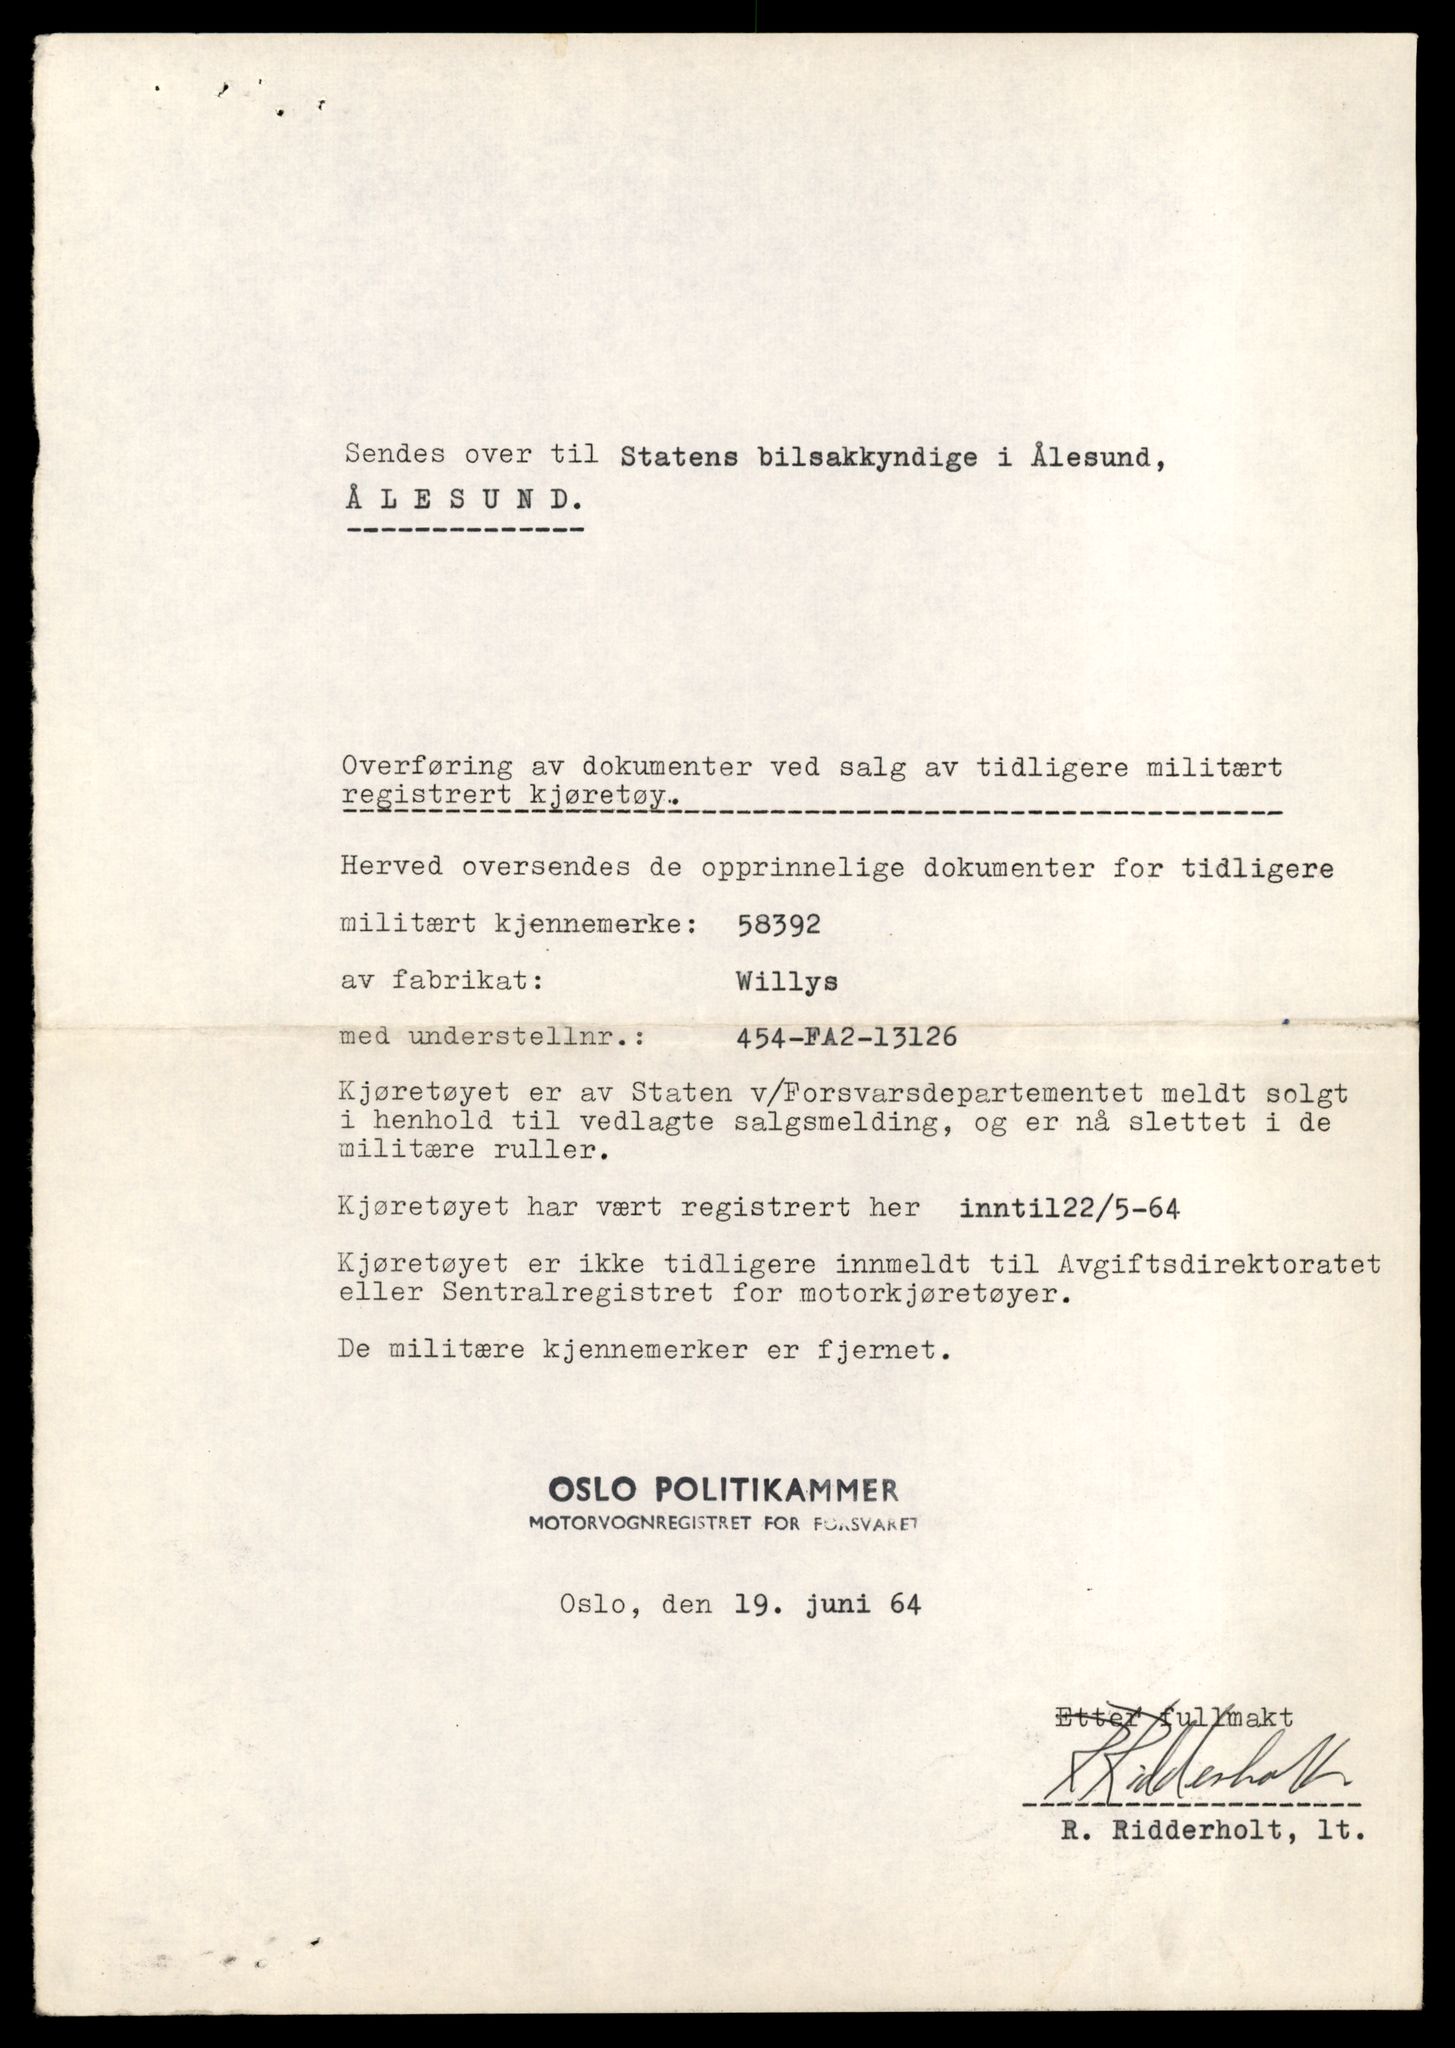 Sendes over til Statens bilsakkyndige i Ålesund,
Å L E S U N D.
Overføring av dokumenter ved salg av tidligere militært
registrert kjøretøy.
Herved oversendes de opprinnelige dokumenter for tidligere
militært kjennemerke: 58392
av fabrikat: Willys
med understellnr.: 454-FA2-13126
Kjøretøyet er av Staten v/Forsvarsdepartementet meldt solgt
i henhold til vedlagte salgsmelding, og er nå slettet i de
militære ruller.
Kjøretøyet har vært registrert her inntil22/5-64
Kjøretøyet er ikke tidligere innmeldt til Avgiftsdirektoratet
eller Sentralregistret for motorkjøretøyer.
De militære kjennemerker er fjernet.
OSLO POLITIKAMMER
MOTORVOGNREGISTRET FOR FORSVARET
Oslo, den 19. juni 64
Etter fullmakt
R Ridderholt
R. Ridderholt, lt.